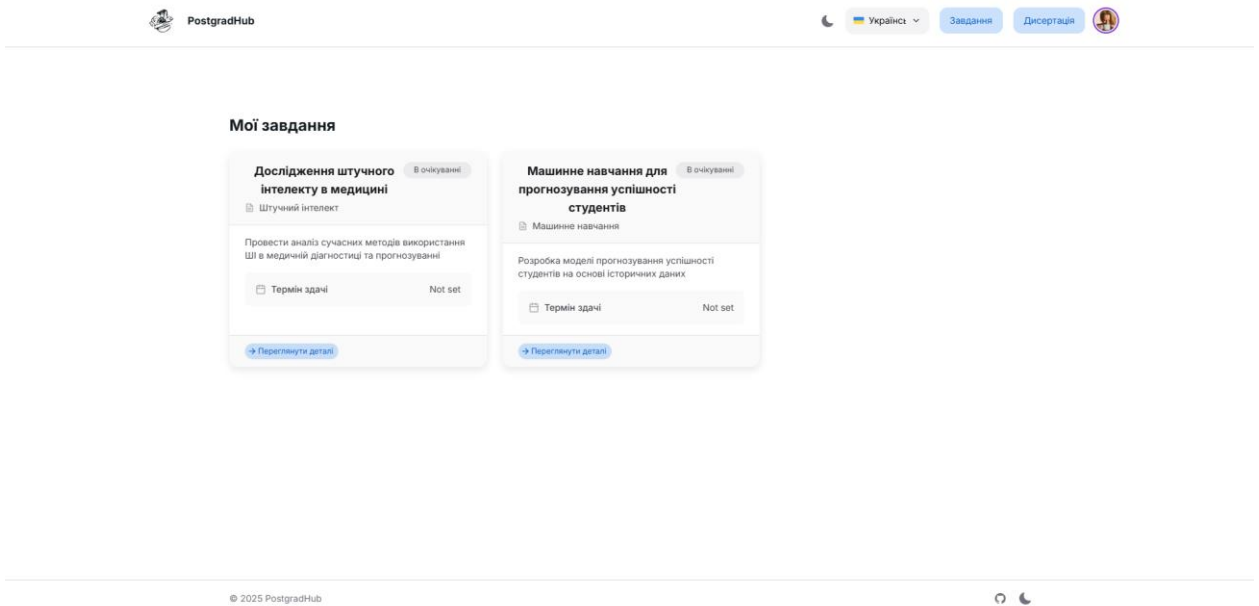 PostgradHub
Українсь
Завдання
Дисертація
Мої завдання
Дослідження штучного інтелекту в медицині
В очікуванні
Штучний інтелект
Провести аналіз сучасних методів використання
ШІ в медичній діагностиці та прогнозуванні
Термін здачі
Not set
→ Переглянути деталі
Машинне навчання для прогнозування успішності студентів
В очікуванні
Машинне навчання
Розробка моделі прогнозування успішності
студентів на основі історичних даних
Термін здачі
Not set
→ Переглянути деталі
© 2025 PostgradHub